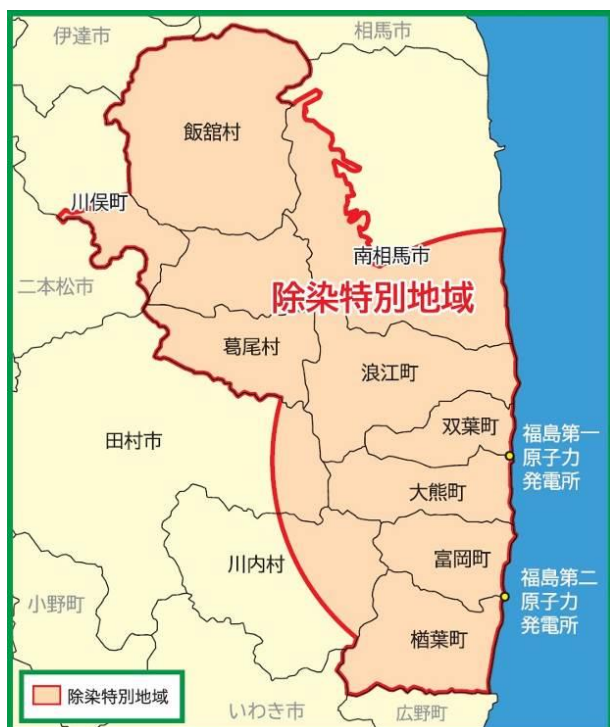 伊達市
相馬市
飯舘村
川俣町
南相馬市
二本松市
除染特別地域
葛尾村
浪江町
双葉町
田村市
福島第一
原子力
発電所
大熊町
川内村
富岡町
福島第二
原子力
発電所
小野町
楢葉町
除染特別地域
いわき市
広野町